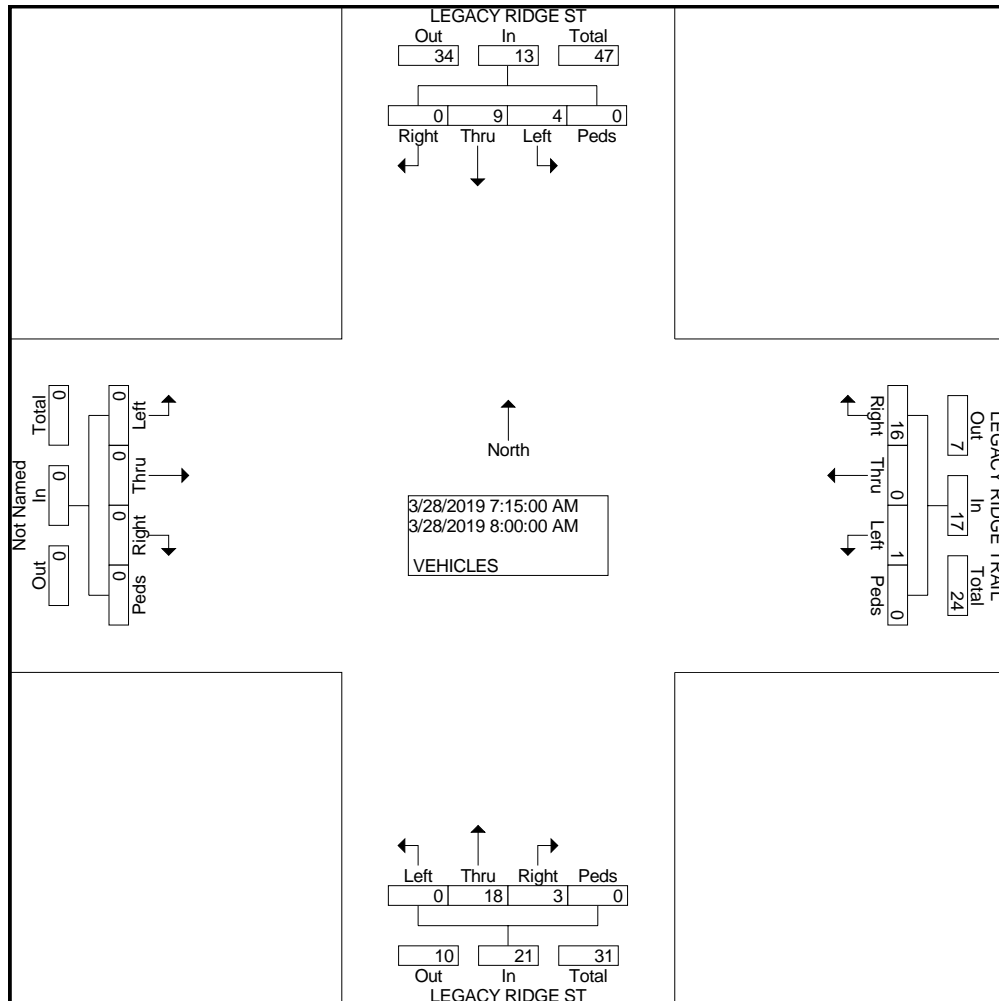 LEGACY RIDGE ST
Out In Total
34 13 47
0 9 4 0
Right Thru Left Peds
Not Named
Total In Out
0 0 0
0 0 0 0
Left Thru Right Peds
North
3/28/2019 7:15:00 AM
3/28/2019 8:00:00 AM
VEHICLES
LEGACY RIDGE TRAIL
Out In Total
7 17 24
16 0 1 0
Right Thru Left Peds
Left Thru Right Peds
0 18 3 0
10 21 31
Out In Total
LEGACY RIDGE ST